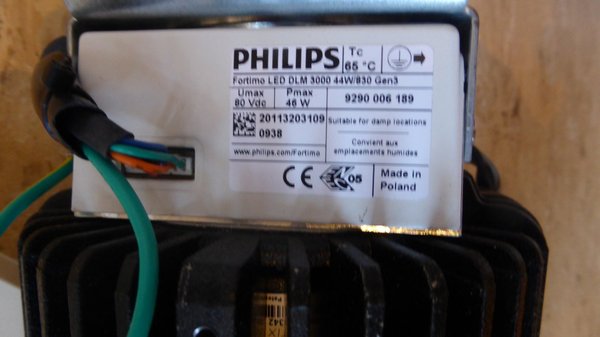 PHILIPS
Tc
65 °C
Fortimo LED DLM 3000 44W/830 Gen3
Umax
80 Vdc
Pmax
46 W
9290 006 189
20113203109
0938
Suitable for damp locations
www.philips.com/Fortimo
Convient aux
emplacements humides
CE
05
Made in
Poland
342